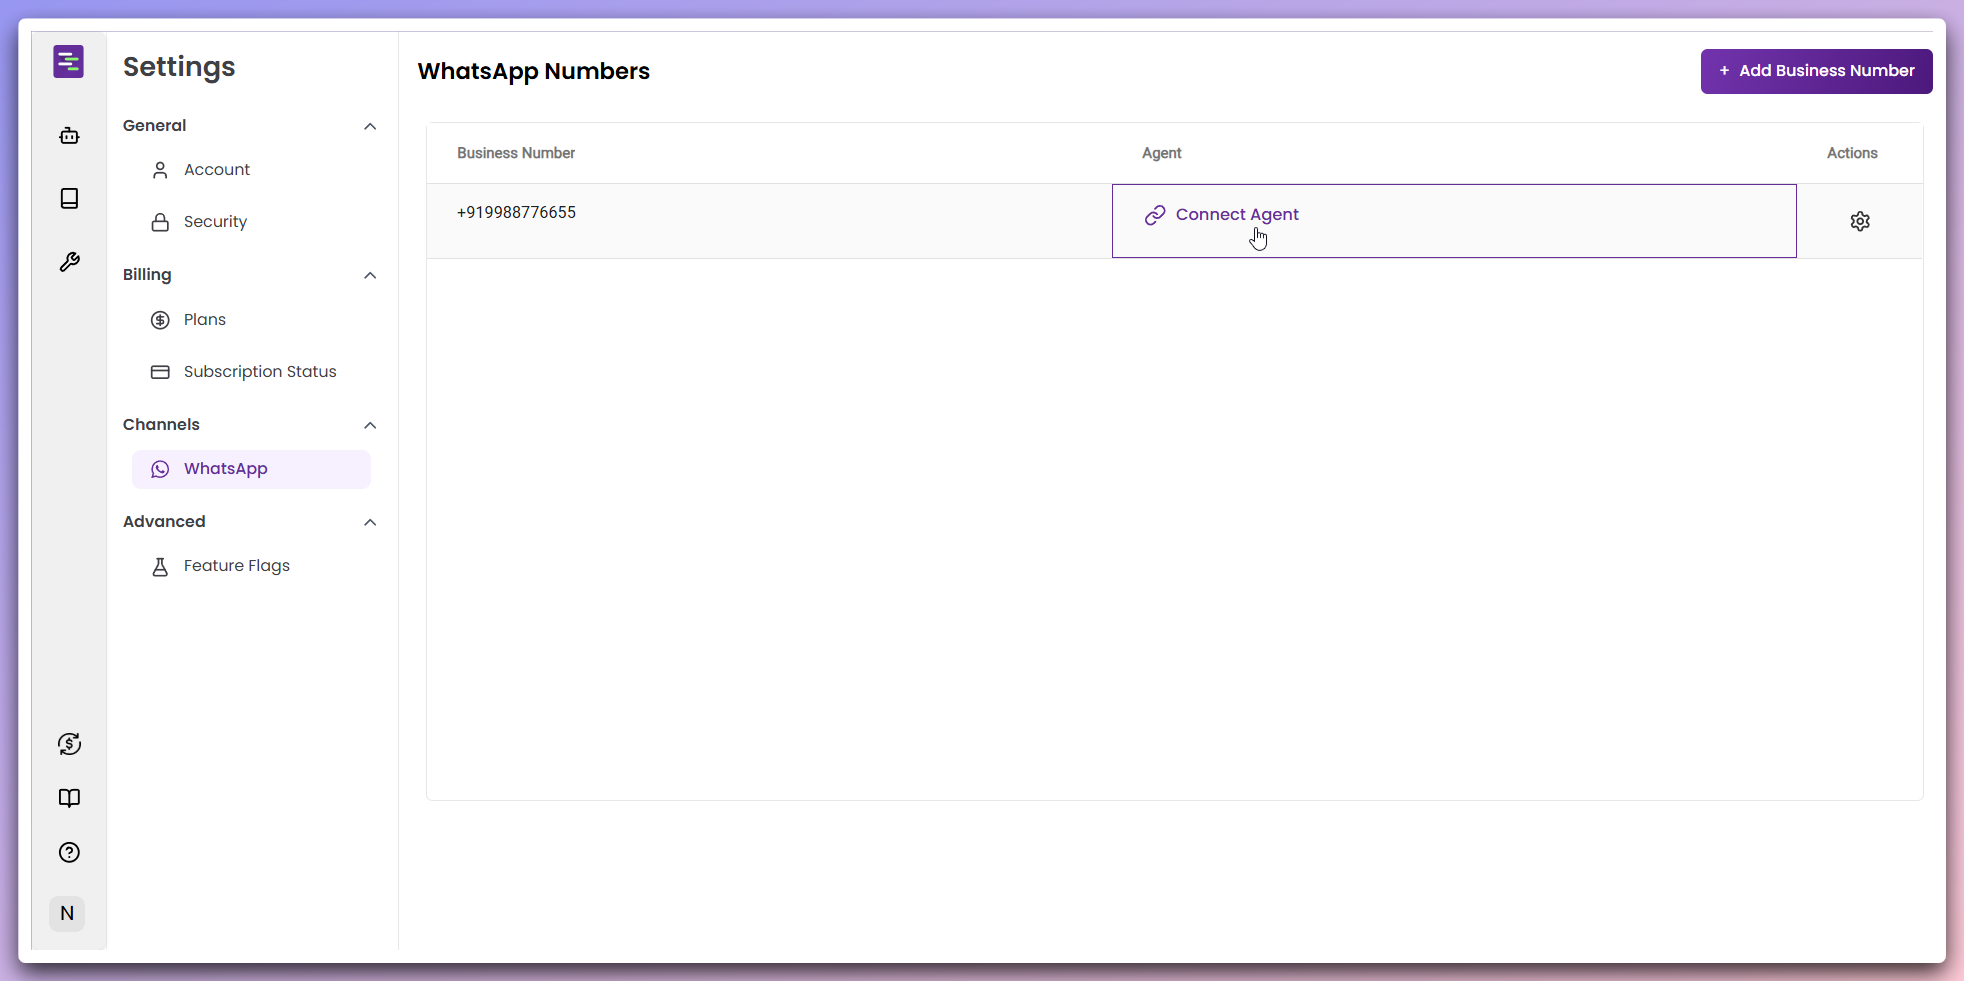 Settings
General
Account
Security
Billing
Plans
Subscription Status
Channels
WhatsApp
Advanced
Feature Flags
N
WhatsApp Numbers
+ Add Business Number
Business Number Agent Actions
+919988776655 Connect Agent